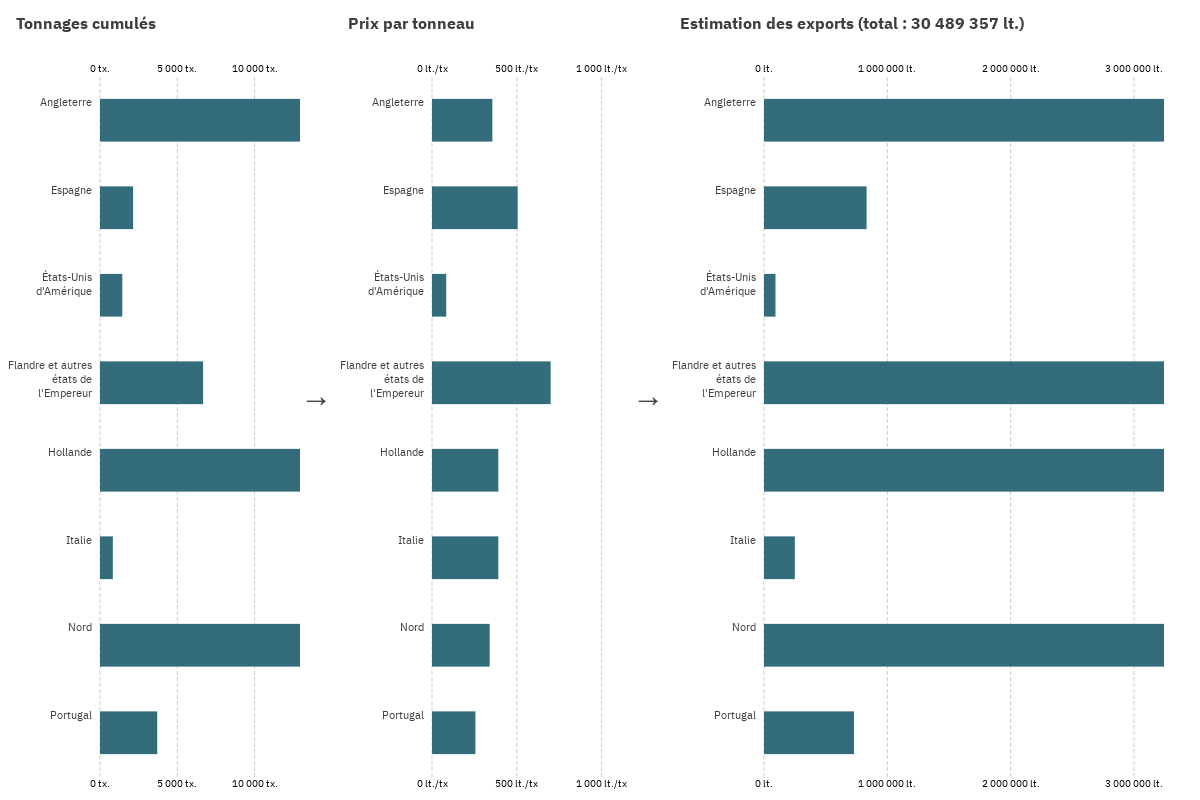 Tonnages cumulés
0 tx. 5 000 tx. 10 000 tx.
Angleterre
Espagne
États-Unis
d'Amérique
Flandre et autres
états de
l'Empereur
Hollande
Italie
Nord
Portugal
0 tx. 5 000 tx. 10 000 tx.
→
Prix par tonneau
0 lt./tx 500 lt./tx 1 000 lt./tx
Angleterre
Espagne
États-Unis
d'Amérique
Flandre et autres
états de
l'Empereur
Hollande
Italie
Nord
Portugal
0 lt./tx 500 lt./tx 1 000 lt./tx
→
Estimation des exports (total : 30 489 357 lt.)
0 lt. 1 000 000 lt. 2 000 000 lt. 3 000 000 lt.
Angleterre
Espagne
États-Unis
d'Amérique
Flandre et autres
états de
l'Empereur
Hollande
Italie
Nord
Portugal
0 lt. 1 000 000 lt. 2 000 000 lt. 3 000 000 lt.